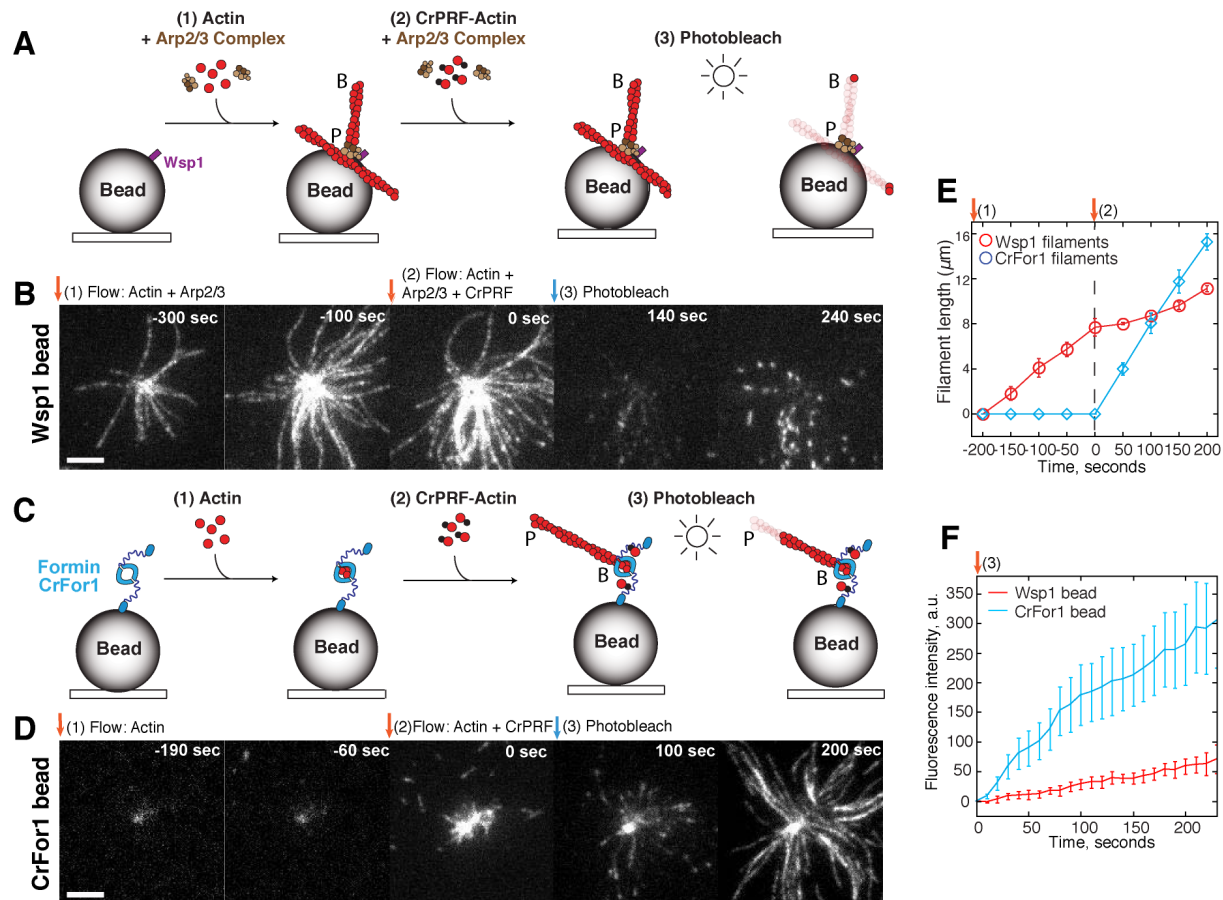 A
(1) Actin
+ Arp2/3 Complex
(2) CrPRF-Actin
+ Arp2/3 Complex
(3) Photobleach
Wsp1
Bead
B
P
Bead
Bead
B
P
Bead
B
Wsp1 bead
(1) Flow: Actin + Arp2/3
(2) Flow: Actin +
Arp2/3 + CrPRF
(3) Photobleach
-300 sec
-100 sec
0 sec
140 sec
240 sec
C
(1) Actin
(2) CrPRF-Actin
(3) Photobleach
Formin
CrFor1
Bead
Bead
P
B
Bead
P
B
Bead
D
CrFor1 bead
(1) Flow: Actin
(2)Flow: Actin + CrPRF
(3) Photobleach
-190 sec
-60 sec
0 sec
100 sec
200 sec
E
(1)
(2)
Filament length (µm)
16
12
8
4
0
Wsp1 filaments
CrFor1 filaments
-200 -150 -100 -50 0 50 100 150 200
Time, seconds
F
(3)
Fluorescence intensity, a.u.
350
300
250
200
150
100
50
0
Wsp1 bead
CrFor1 bead
0 50 100 150 200
Time, seconds